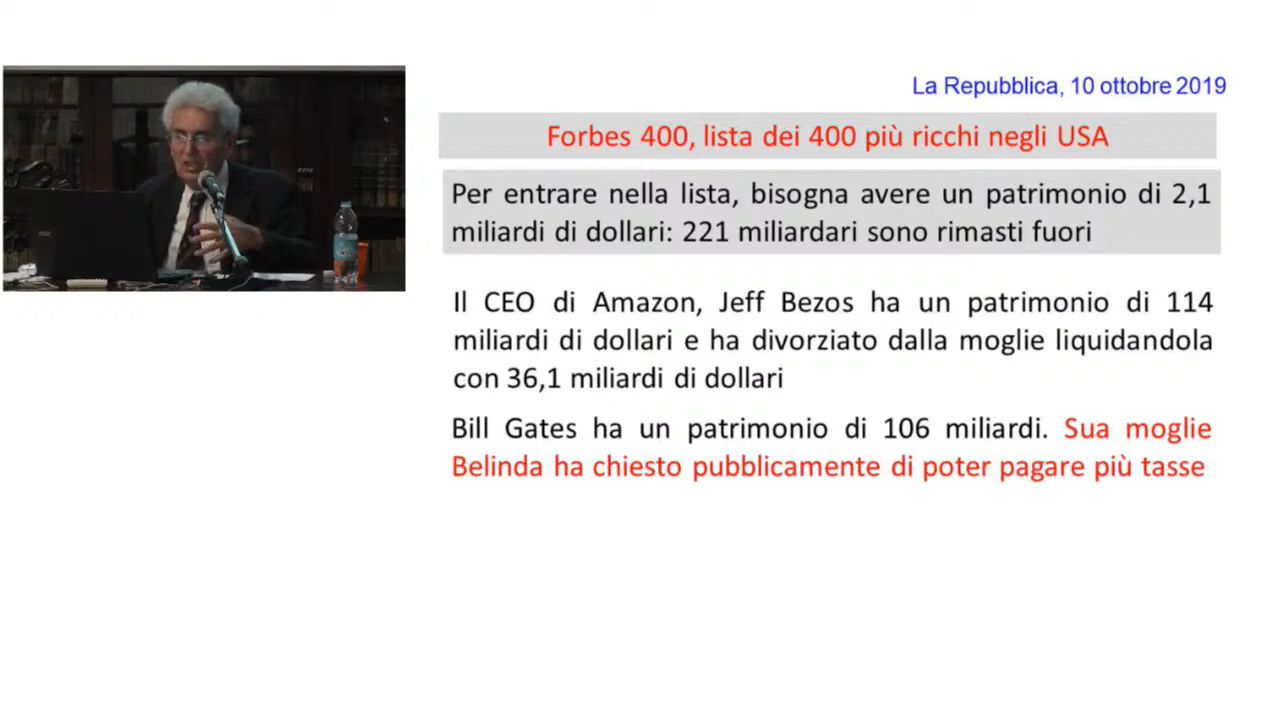 La Repubblica, 10 ottobre 2019
Forbes 400, lista dei 400 più ricchi negli USA
Per entrare nella lista, bisogna avere un patrimonio di 2,1
miliardi di dollari: 221 miliardari sono rimasti fuori
Il CEO di Amazon, Jeff Bezos ha un patrimonio di 114
miliardi di dollari e ha divorziato dalla moglie liquidandola
con 36,1 miliardi di dollari
Bill Gates ha un patrimonio di 106 miliardi. Sua moglie
Belinda ha chiesto pubblicamente di poter pagare più tasse